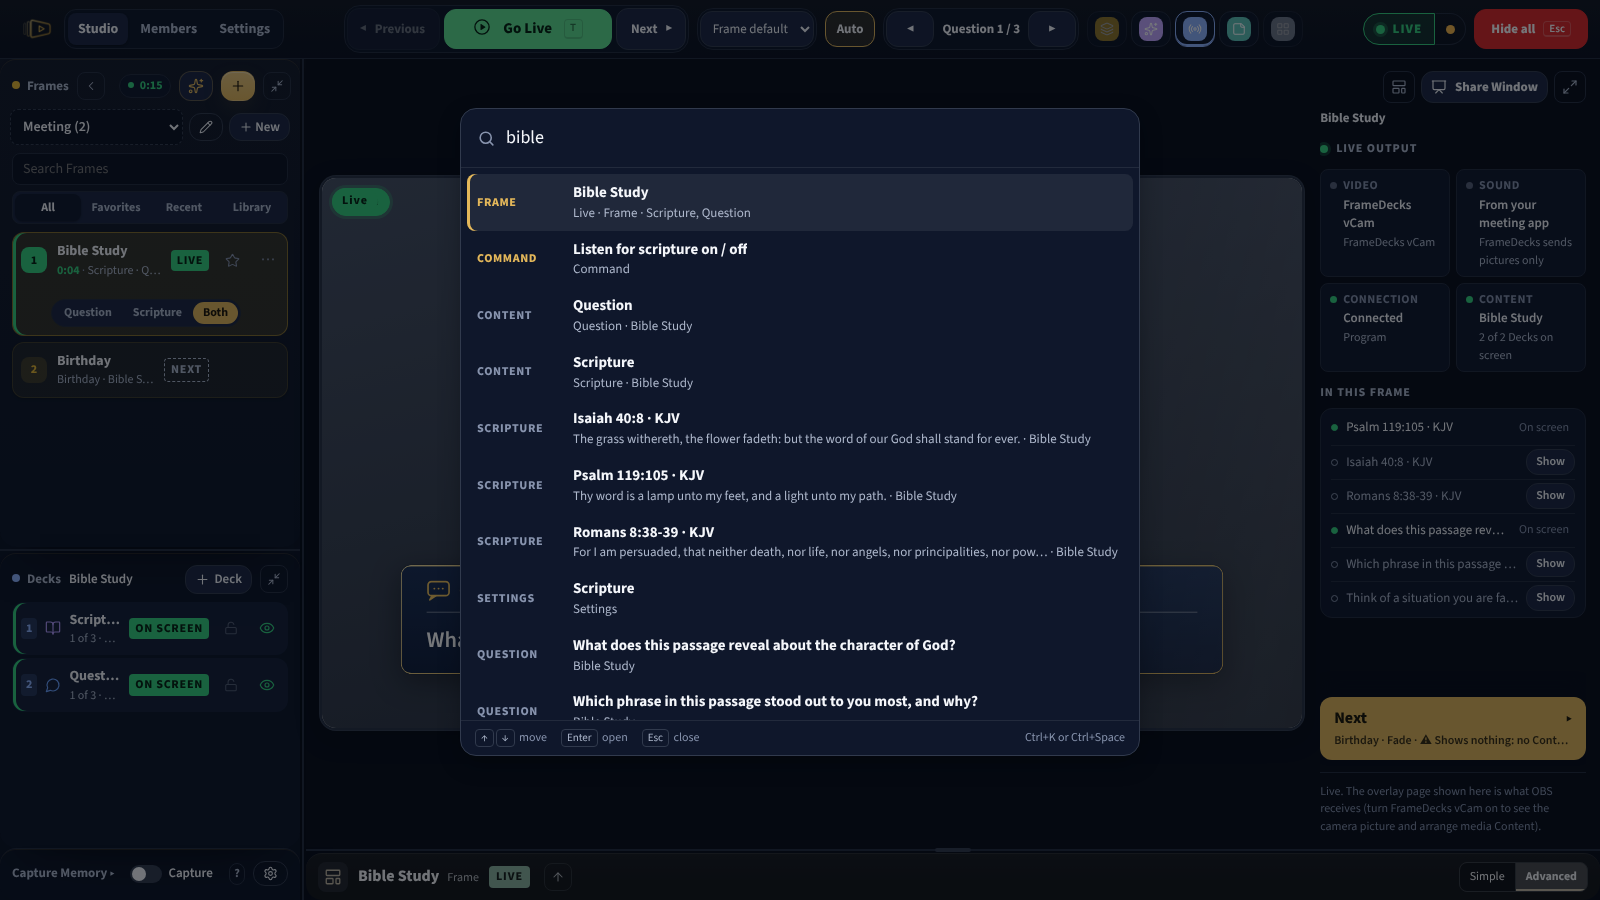 Studio
Members
Settings
Previous
Go Live T
Next
Frame default
Auto
Question 1 / 3
LIVE
Hide all Esc
Frames
0:15
Meeting (2)
+ New
Search Frames
All
Favorites
Recent
Library
1
Bible Study
0:04 · Scripture · Q...
LIVE
Question
Scripture
Both
2
Birthday
Birthday · Bible S...
NEXT
Decks Bible Study
+ Deck
1
Script...
1 of 3 · ...
ON SCREEN
2
Quest...
1 of 3 · ...
ON SCREEN
Capture Memory
Capture
?
Live
Wha
bible
FRAME
Bible Study
Live · Frame · Scripture, Question
COMMAND
Listen for scripture on / off
Command
CONTENT
Question
Question · Bible Study
CONTENT
Scripture
Scripture · Bible Study
SCRIPTURE
Isaiah 40:8 · KJV
The grass withereth, the flower fadeth: but the word of our God shall stand for ever. · Bible Study
SCRIPTURE
Psalm 119:105 · KJV
Thy word is a lamp unto my feet, and a light unto my path. · Bible Study
SCRIPTURE
Romans 8:38-39 · KJV
For I am persuaded, that neither death, nor life, nor angels, nor principalities, nor pow... · Bible Study
SETTINGS
Scripture
Settings
QUESTION
What does this passage reveal about the character of God?
Bible Study
QUESTION
Which phrase in this passage stood out to you most, and why?
↑ ↓ move Enter open Esc close
Ctrl+K or Ctrl+Space
Share Window
Bible Study
LIVE OUTPUT
VIDEO
FrameDecks
vCam
FrameDecks vCam
SOUND
From your
meeting app
FrameDecks sends
pictures only
CONNECTION
Connected
Program
CONTENT
Bible Study
2 of 2 Decks on
screen
IN THIS FRAME
Psalm 119:105 · KJV On screen
Isaiah 40:8 · KJV Show
Romans 8:38-39 · KJV Show
What does this passage rev... On screen
Which phrase in this passage ... Show
Think of a situation you are fa... Show
Next
Birthday · Fade · ⚠ Shows nothing: no Cont...
Live. The overlay page shown here is what OBS
receives (turn FrameDecks vCam on to see the
camera picture and arrange media Content).
Bible Study Frame LIVE
Simple
Advanced